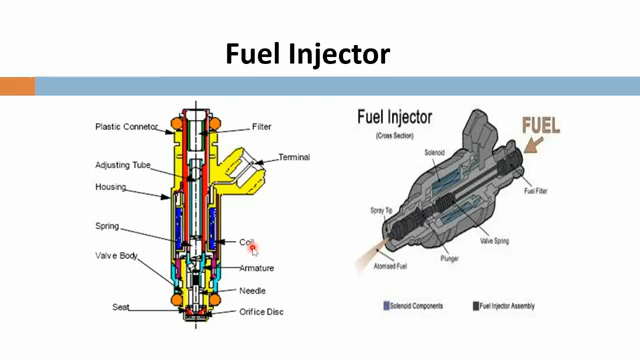 Fuel Injector
Plastic Connetor
Filter
Terminal
Adjusting Tube
Housing
Spring
Coil
Valve Body
Armature
Needle
Seat
Orifice Disc
Fuel Injector
(Cross Section)
FUEL
Solenoid
Fuel Filter
Spray Tip
Valve Spring
Plunger
Atomised Fuel
Solenoid Components
Fuel Injector Assembly